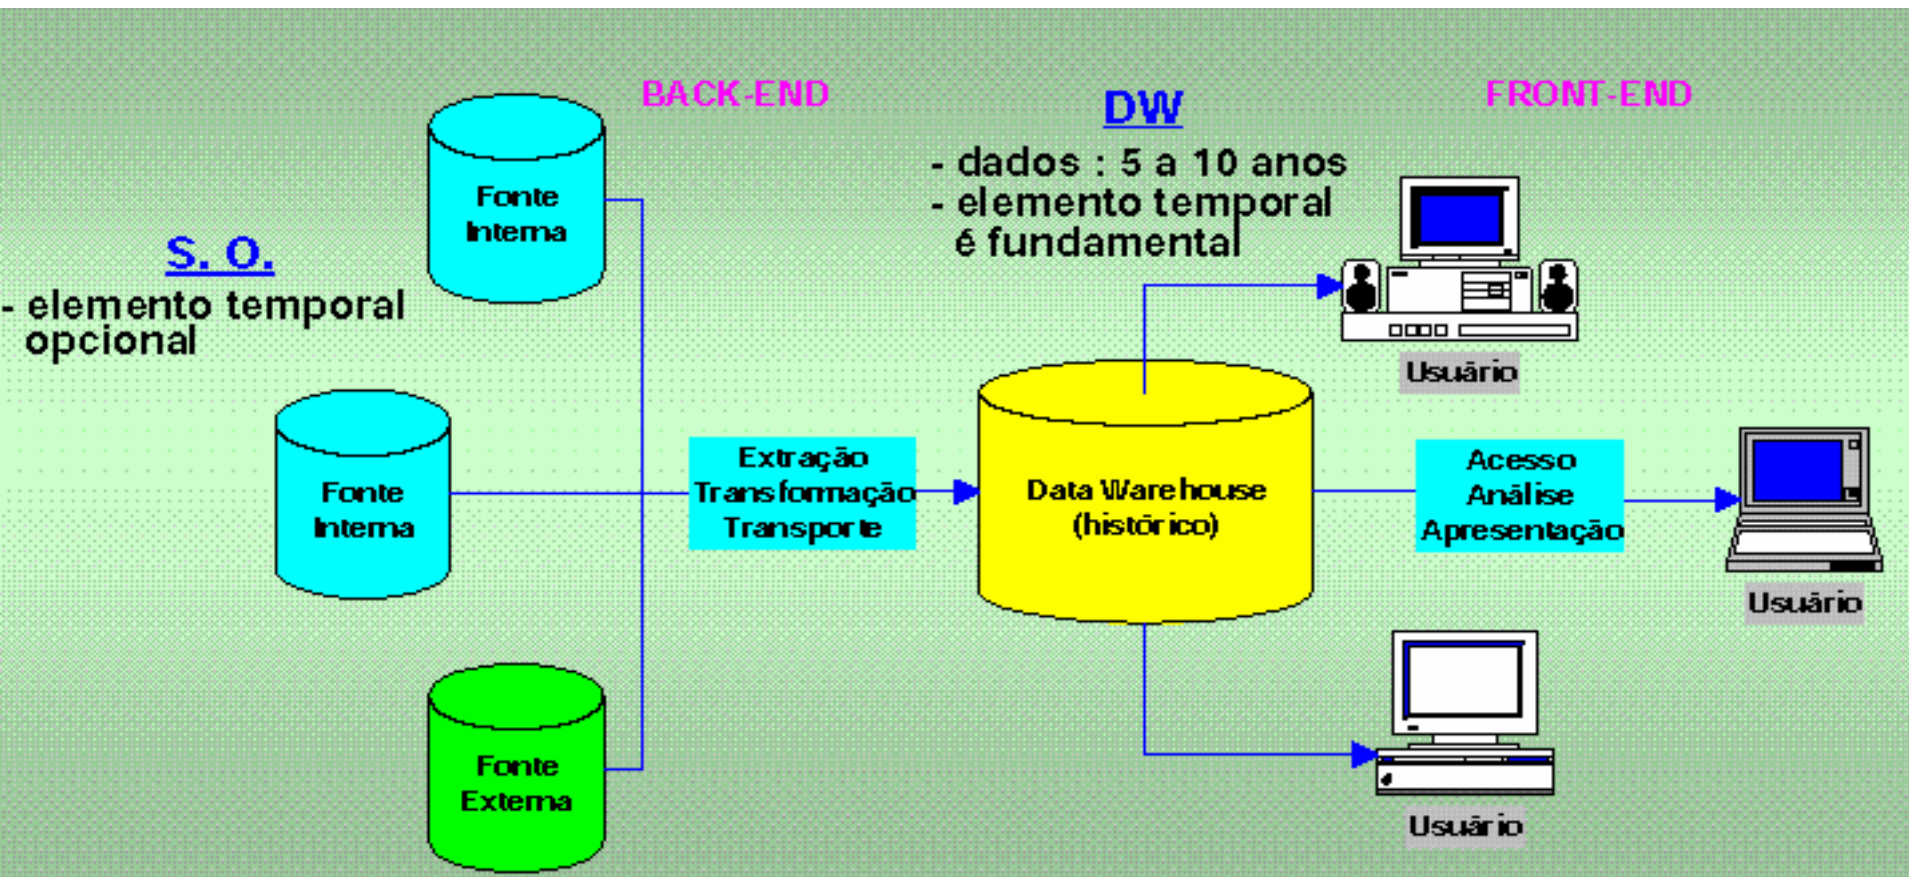 BACK-END
DW
FRONT-END
- dados : 5 a 10 anos
- elemento temporal
é fundamental
Fonte
Interna
S. O.
- elemento temporal
opcional
Usuário
Fonte
Interna
Extração
Transformação
Transporte
Data Warehouse
(histórico)
Acesso
Análise
Apresentação
Usuário
Fonte
Externa
Usuário